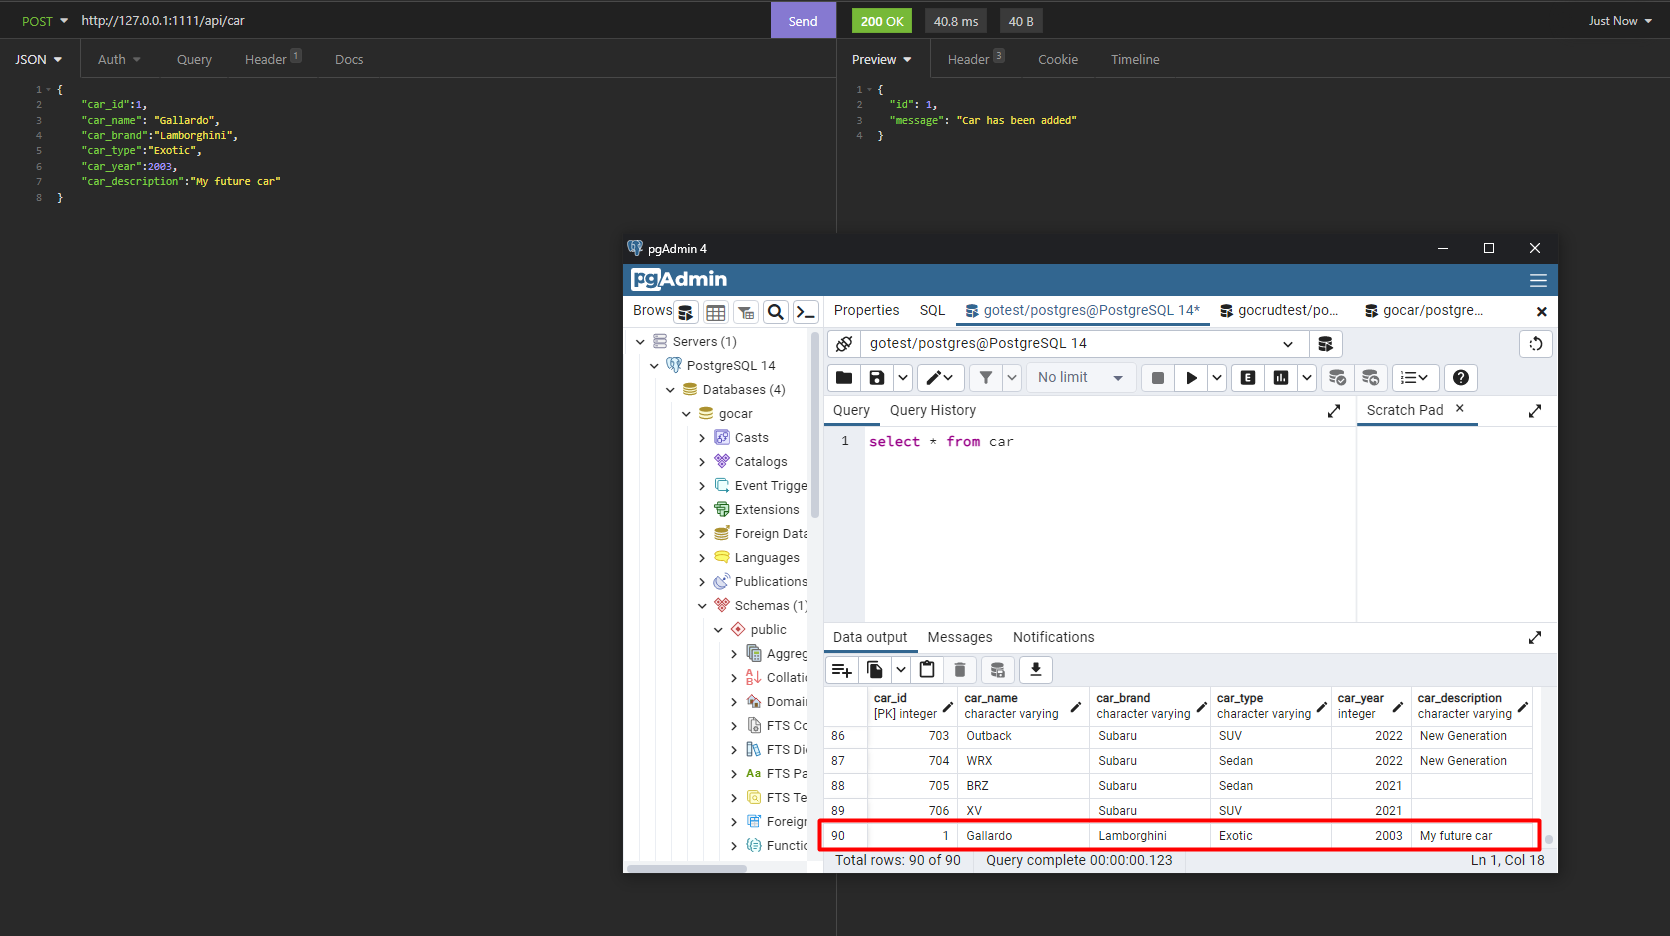 POST http://127.0.0.1:1111/api/car Send 200 OK 40.8 ms 40 B Just Now
JSON Auth Query Header 1 Docs
Preview Header 3 Cookie Timeline
1 {
2 "car_id":1,
3 "car_name": "Gallardo",
4 "car_brand":"Lamborghini",
5 "car_type":"Exotic",
6 "car_year":2003,
7 "car_description":"My future car"
8 }
1 {
2 "id": 1,
3 "message": "Car has been added"
4 }
pgAdmin 4
pgAdmin
Brows
Properties SQL gotest/postgres@PostgreSQL 14* gocrudtest/po... gocar/postgre...
Servers (1)
PostgreSQL 14
Databases (4)
gocar
Casts
Catalogs
Event Trigge
Extensions
Foreign Data
Languages
Publications
Schemas (1)
public
Aggreg
Collati
Domai
FTS Co
FTS Di
FTS Pa
FTS Te
Foreign
Functio
gotest/postgres@PostgreSQL 14
No limit
Query Query History Scratch Pad
1 select * from car
Data output Messages Notifications
car_id car_name car_brand car_type car_year car_description
[PK] integer character varying character varying character varying integer character varying
86 703 Outback Subaru SUV 2022 New Generation
87 704 WRX Subaru Sedan 2022 New Generation
88 705 BRZ Subaru Sedan 2021
89 706 XV Subaru SUV 2021
90 1 Gallardo Lamborghini Exotic 2003 My future car
Total rows: 90 of 90 Query complete 00:00:00.123 Ln 1, Col 18